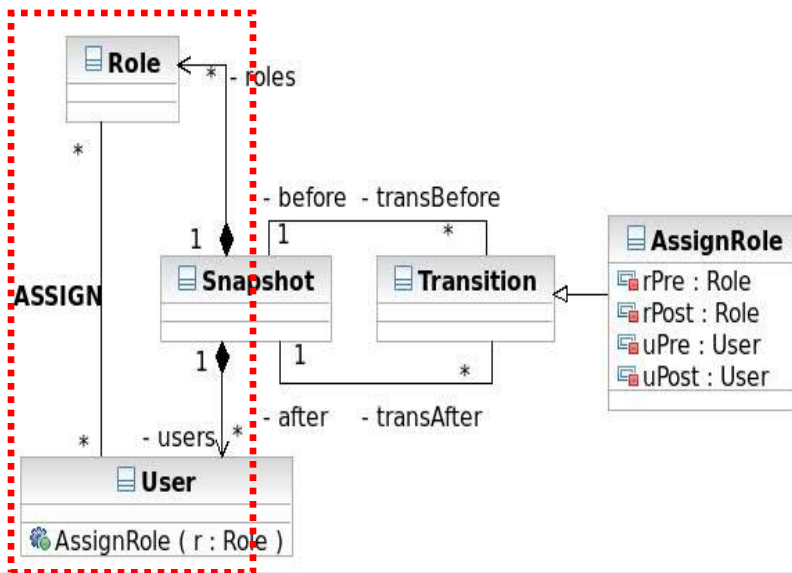 Role
* - roles
*
- before - transBefore
1 1 *
AssignRole
ASSIGN
Snapshot
Transition
rPre : Role
rPost : Role
uPre : User
uPost : User
1 1 *
- after - transAfter
* - users *
User
AssignRole ( r : Role )